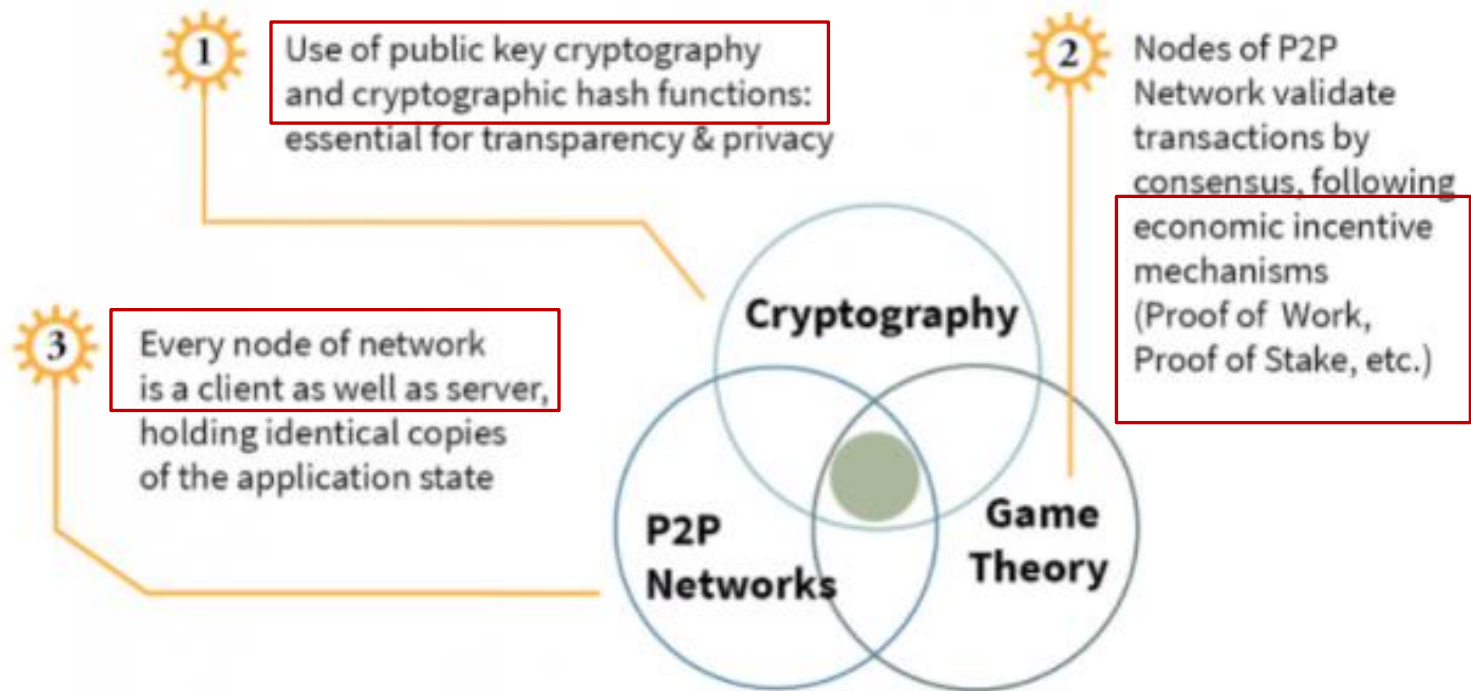 1
Use of public key cryptography
and cryptographic hash functions:
essential for transparency & privacy
2
Nodes of P2P
Network validate
transactions by
consensus, following
economic incentive
mechanisms
(Proof of Work,
Proof of Stake, etc.)
3
Every node of network
is a client as well as server,
holding identical copies
of the application state
Cryptography
P2P
Networks
Game
Theory